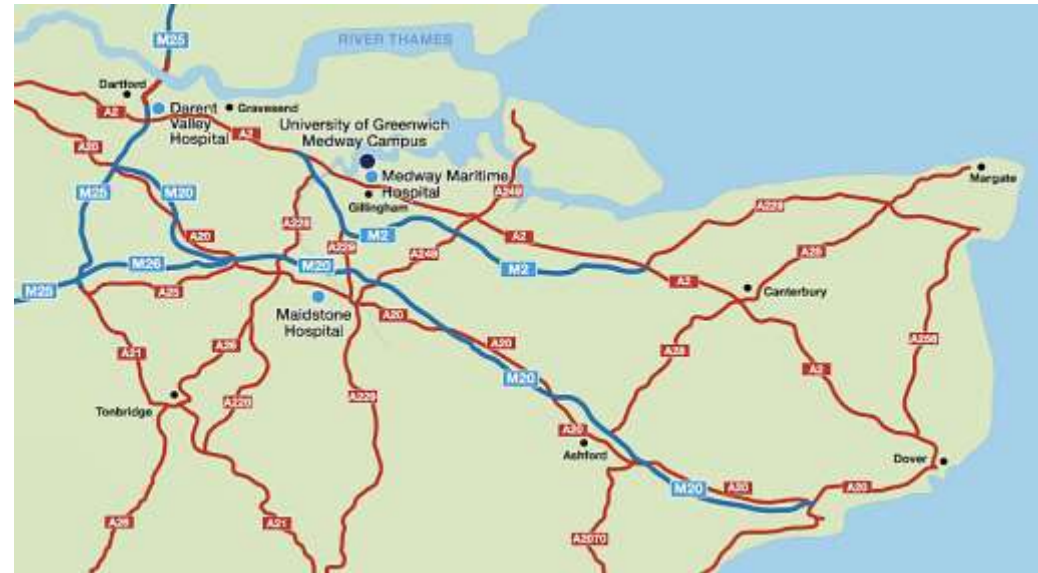 M25
RIVER THAMES
Dartford
A2
Darent
Valley
Hospital
Gravesend
A2
University of Greenwich
Medway Campus
A20
Medway Maritime
Hospital
Gillingham
A249
Margate
M25
M20
A228
A229
A20
M2
A229
A249
A2
A28
M26
M20
M2
A2
Canterbury
M25
A25
Maidstone
Hospital
A20
A21
A26
A20
A28
A256
M20
A2
Tonbridge
A228
A229
A20
Ashford
Dover
M20
A20
A20
A26
A21
A2070